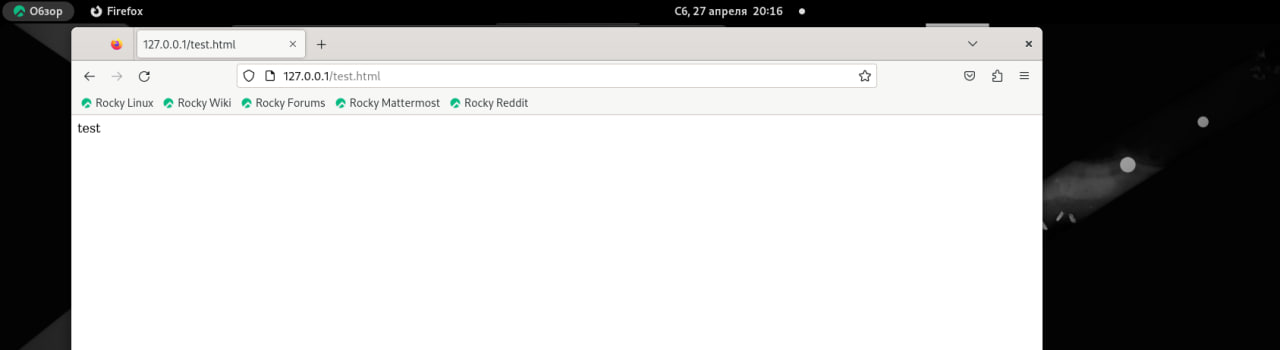 Обзор Firefox Сб, 27 апреля 20:16
127.0.0.1/test.html
127.0.0.1/test.html
Rocky Linux Rocky Wiki Rocky Forums Rocky Mattermost Rocky Reddit
test